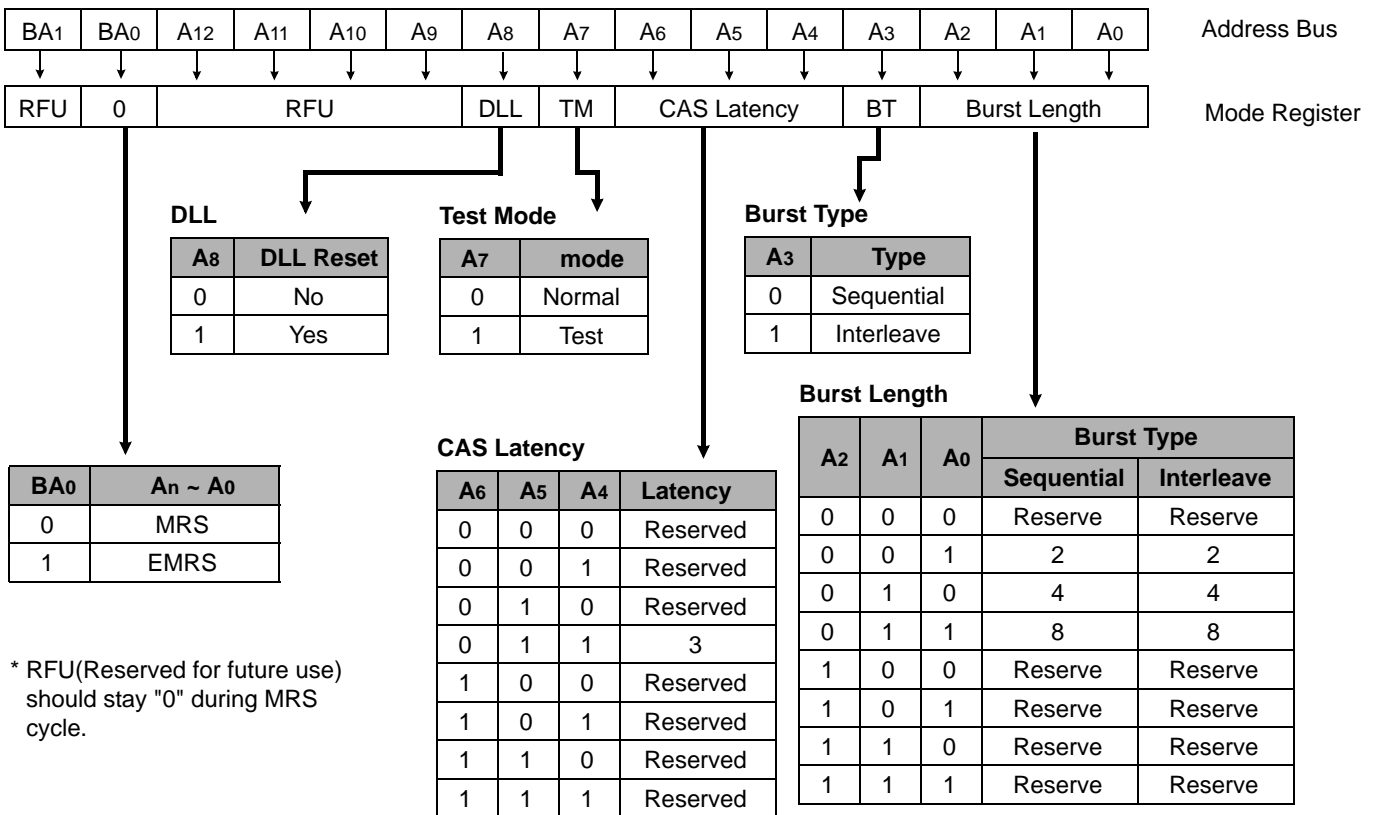 BA1 BA0 A12 A11 A10 A9 A8 A7 A6 A5 A4 A3 A2 A1 A0 Address Bus
RFU 0 RFU DLL TM CAS Latency BT Burst Length Mode Register
DLL
A8 DLL Reset
0 No
1 Yes
Test Mode
A7 mode
0 Normal
1 Test
Burst Type
A3 Type
0 Sequential
1 Interleave
BA0 An ~ A0
0 MRS
1 EMRS
* RFU(Reserved for future use)
should stay "0" during MRS
cycle.
CAS Latency
A6 A5 A4 Latency
0 0 0 Reserved
0 0 1 Reserved
0 1 0 Reserved
0 1 1 3
1 0 0 Reserved
1 0 1 Reserved
1 1 0 Reserved
1 1 1 Reserved
Burst Length
A2 A1 A0 Burst Type
Sequential Interleave
0 0 0 Reserve Reserve
0 0 1 2 2
0 1 0 4 4
0 1 1 8 8
1 0 0 Reserve Reserve
1 0 1 Reserve Reserve
1 1 0 Reserve Reserve
1 1 1 Reserve Reserve